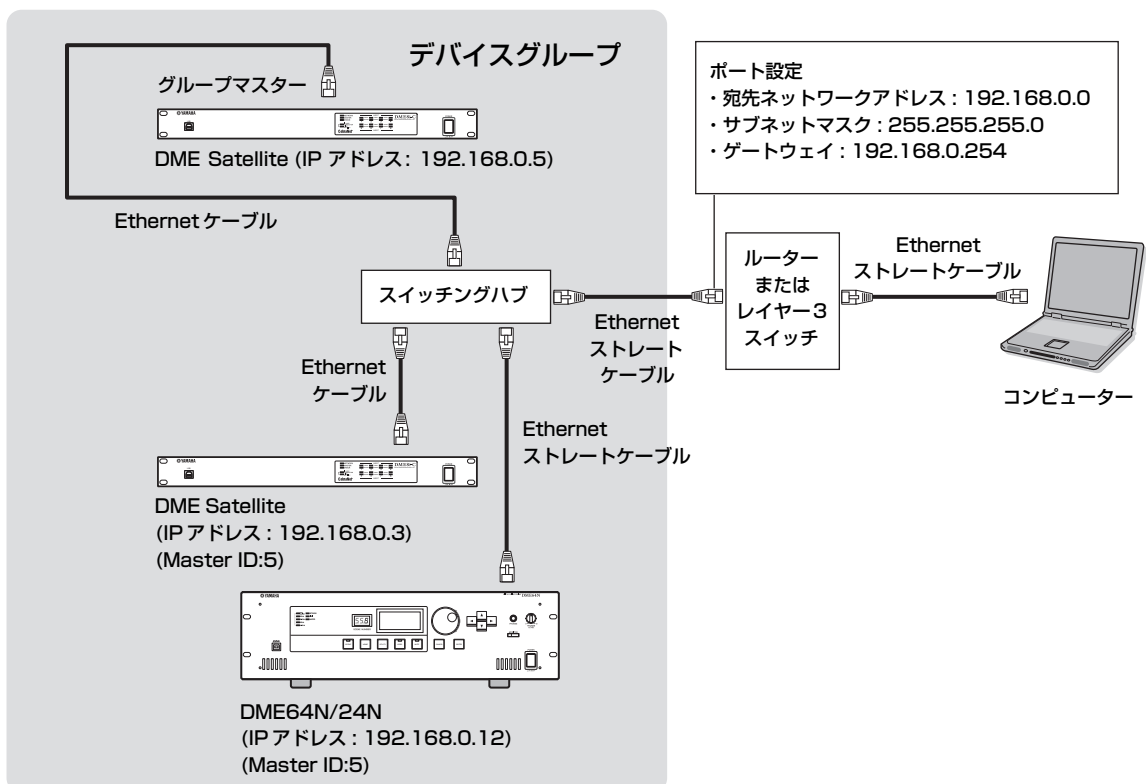 デバイスグループ
グループマスター
YAMAHA
DME Satellite (IP アドレス: 192.168.0.5)
Ethernet ケーブル
スイッチングハブ
Ethernet
ケーブル
Ethernet
ストレートケーブル
YAMAHA
DME Satellite
(IP アドレス : 192.168.0.3)
(Master ID:5)
YAMAHA
DME64N
DME64N/24N
(IP アドレス : 192.168.0.12)
(Master ID:5)
ポート設定
・宛先ネットワークアドレス : 192.168.0.0
・サブネットマスク : 255.255.255.0
・ゲートウェイ : 192.168.0.254
Ethernet
ストレート
ケーブル
ルーター
または
レイヤー3
スイッチ
Ethernet
ストレートケーブル
コンピューター